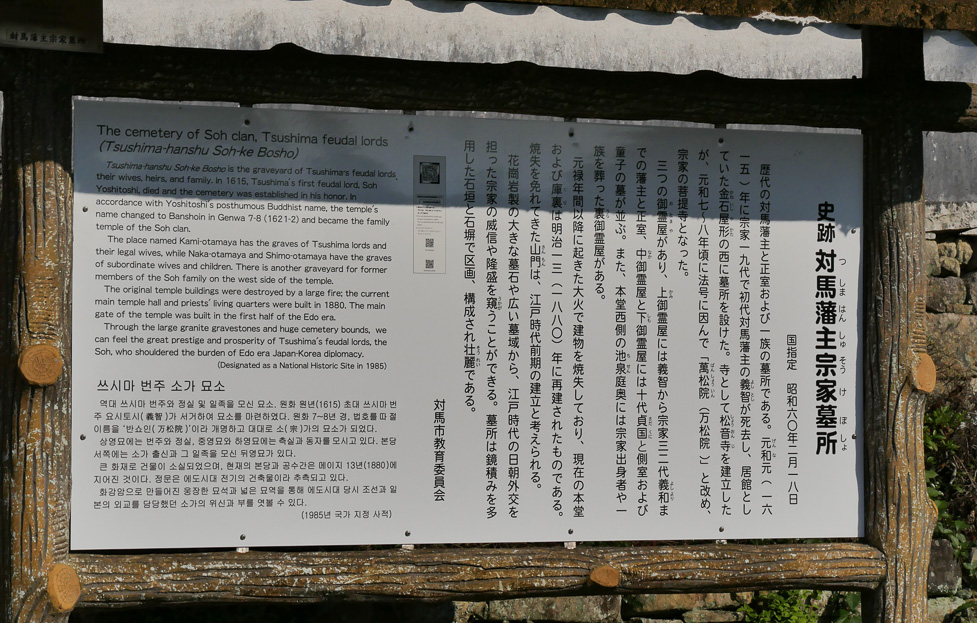 對馬藩主宗家墓所
The cemetery of Soh clan, Tsushima feudal lords
(Tsushima-hanshu Soh-ke Bosho)
Tsushima-hanshu Soh-ke Bosho is the graveyard of Tsushima's feudal lords,
their wives, heirs, and family. In 1615, Tsushima's first feudal lord, Soh
Yoshitoshi, died and the cemetery was established in his honor. In
accordance with Yoshitoshi's posthumous Buddhist name, the temple's
name changed to Banshoin in Genwa 7-8 (1621-2) and became the family
temple of the Soh clan.
The place named Kami-otamaya has the graves of Tsushima lords and
their legal wives, while Naka-otamaya and Shimo-otamaya have the graves
of subordinate wives and children. There is another graveyard for former
members of the Soh family on the west side of the temple.
The original temple buildings were destroyed by a large fire; the current
main temple hall and priests' living quarters were built in 1880. The main
gate of the temple was built in the first half of the Edo era.
Through the large granite gravestones and huge cemetery bounds, we
can feel the great prestige and prosperity of Tsushima's feudal lords, the
Soh, who shouldered the burden of Edo era Japan-Korea diplomacy.
(Designated as a National Historic Site in 1985)
쓰시마 번주 소가 묘소
역대 쓰시마 번주와 정실 및 일족을 모신 묘소. 원화 원년(1615) 초대 쓰시마 번
주 요시토시(義智)가 서거하여 묘소를 마련하였다. 원화 7―8년 경, 법호를 따 절
이름을 '반쇼인(万松院)'이라 개명하고 대대로 소(宗)가의 묘소가 되었다.
상영묘에는 번주와 정실, 중영묘와 하영묘에는 측실과 동자를 모시고 있다. 본당
서쪽에는 소가 출신과 그 일족을 모신 뒤영묘가 있다.
큰 화재로 건물이 소실되었으며, 현재의 본당과 공수간은 메이지 13년(1880)에
지어진 것이다. 정문은 에도시대 전기의 건축물이라 추측되고 있다.
화강암으로 만들어진 웅장한 묘석과 넓은 묘역을 통해 에도시대 당시 조선과 일
본의 외교를 담당했던 소가의 위신과 부를 엿볼 수 있다.
(1985년 국가 지정 사적)
史跡 対馬藩主宗家墓所
国指定 昭和六〇年二月一八日
歴代の対馬藩主と正室および一族の墓所である。元和元（一六
一五）年に宗家一九代で初代対馬藩主の義智が死去し、居館とし
ていた金石屋形の西に墓所を設けた。寺として松音寺を建立した
が、元和七〜八年頃に法号に因んで「萬松院（万松院）」と改め、
宗家の菩提寺となった。
三つの御霊屋があり、上御霊屋には義智から宗家三二代義和ま
での藩主と正室、中御霊屋と下御霊屋には十代貞国と側室および
童子の墓が並ぶ。また、本堂西側の池泉庭奥には宗家出身者や一
族を葬った裏御霊屋がある。
元禄年間以降に起きた大火で建物を焼失しており、現在の本堂
および庫裏は明治一三（一八八〇）年に再建されたものである。
焼失を免れてきた山門は、江戸時代前期の建立と考えられる。
花崗岩製の大きな墓石や広い墓域から、江戸時代の日朝外交を
担った宗家の威信や隆盛を窺うことができる。墓所は鏡積みを多
用した石垣と石塀で区画、構成され壮麗である。
対馬市教育委員会